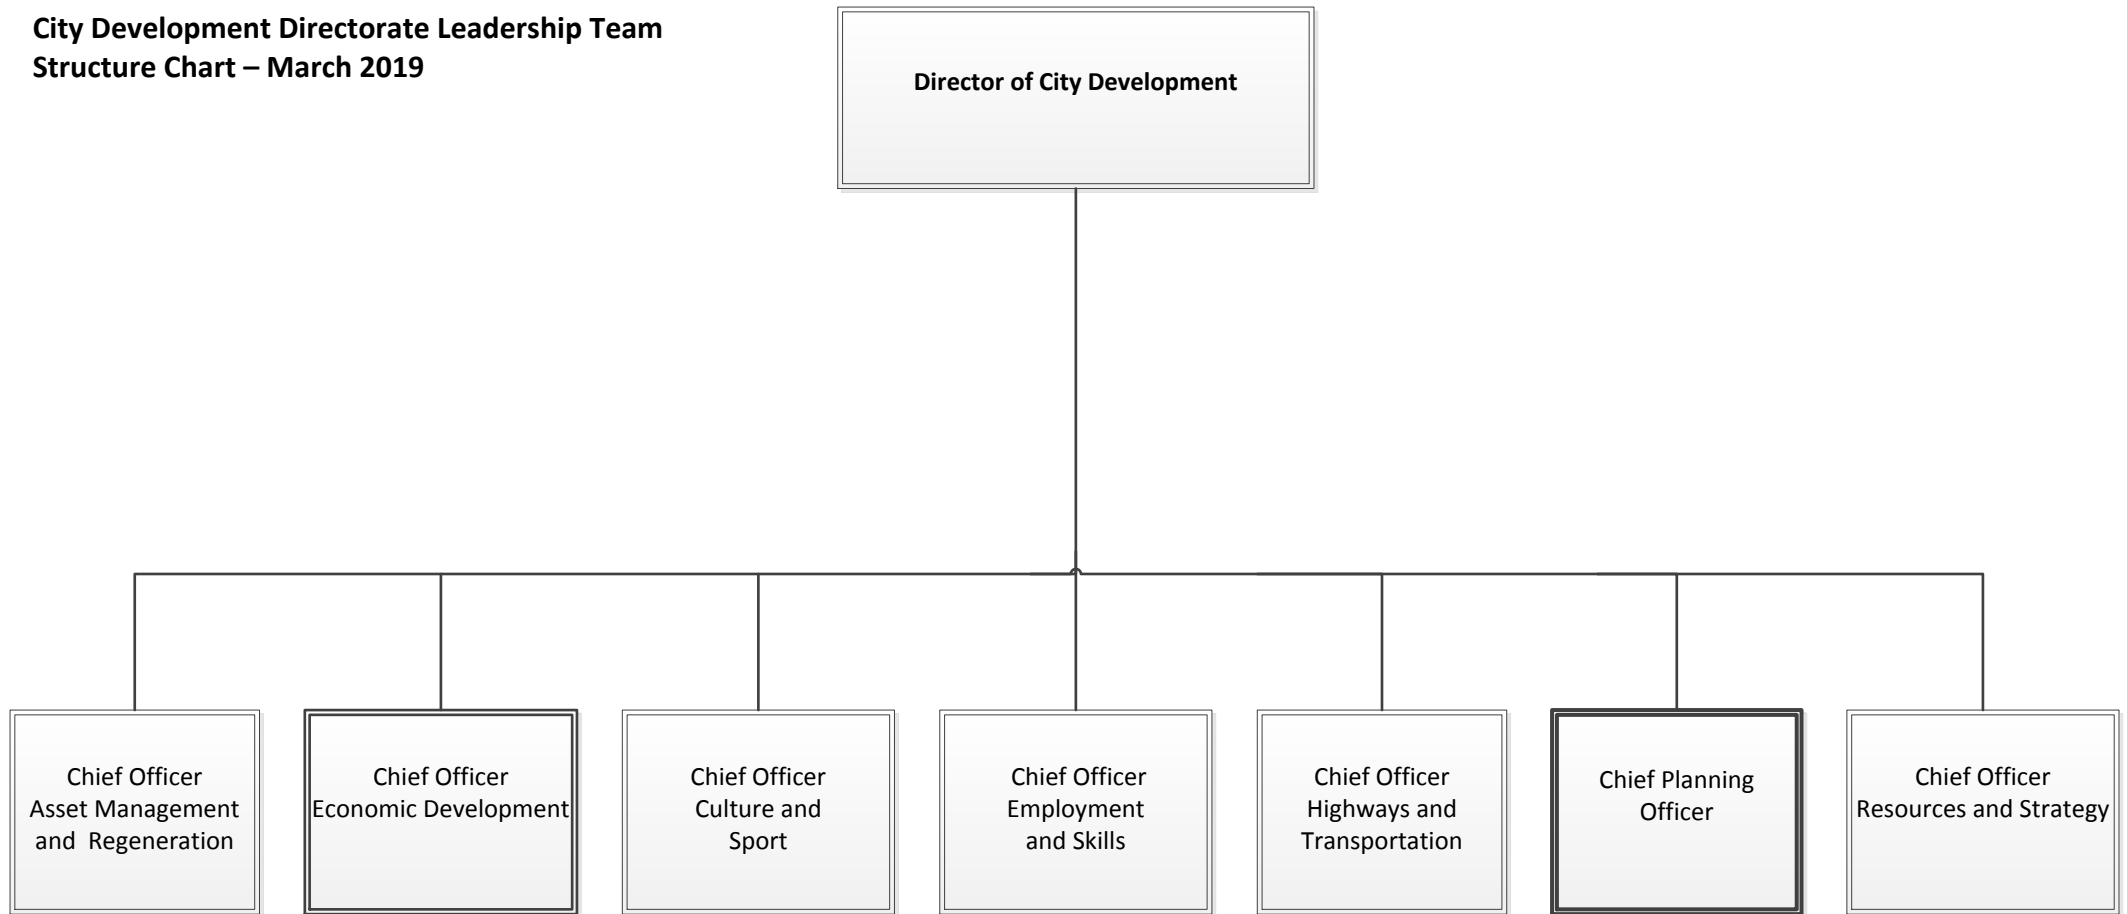 City Development Directorate Leadership Team
Structure Chart – March 2019
Director of City Development
Chief Officer
Asset Management
and  Regeneration
Chief Officer
Economic Development
Chief Officer
Culture and
Sport
Chief Officer
Employment
and Skills
Chief Officer
Highways and
Transportation
Chief Planning
Officer
Chief Officer
Resources and Strategy